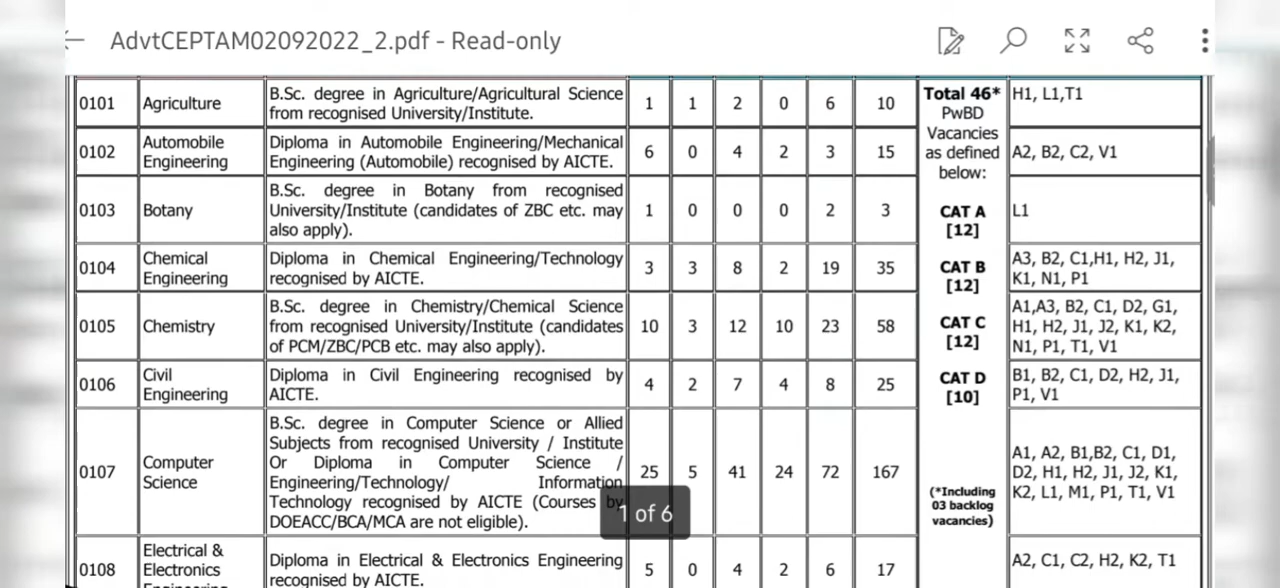 AdvtCEPTAM02092022_2.pdf - Read-only
0101 Agriculture B.Sc. degree in Agriculture/Agricultural Science from recognised University/Institute. 1 1 2 0 6 10 H1, L1,T1
0102 Automobile Engineering Diploma in Automobile Engineering/Mechanical Engineering (Automobile) recognised by AICTE. 6 0 4 2 3 15 A2, B2, C2, V1
0103 Botany B.Sc. degree in Botany from recognised University/Institute (candidates of ZBC etc. may also apply). 1 0 0 0 2 3 L1
0104 Chemical Engineering Diploma in Chemical Engineering/Technology recognised by AICTE. 3 3 8 2 19 35 A3, B2, C1,H1, H2, J1, K1, N1, P1
0105 Chemistry B.Sc. degree in Chemistry/Chemical Science from recognised University/Institute (candidates of PCM/ZBC/PCB etc. may also apply). 10 3 12 10 23 58 A1,A3, B2, C1, D2, G1, H1, H2, J1, J2, K1, K2, N1, P1, T1, V1
0106 Civil Engineering Diploma in Civil Engineering recognised by AICTE. 4 2 7 4 8 25 B1, B2, C1, D2, H2, J1, P1, V1
0107 Computer Science B.Sc. degree in Computer Science or Allied Subjects from recognised University / Institute Or Diploma in Computer Science / Engineering/Technology/ Information Technology recognised by AICTE (Courses by DOEACC/BCA/MCA are not eligible). 25 5 41 24 72 167 A1, A2, B1,B2, C1, D1, D2, H1, H2, J1, J2, K1, K2, L1, M1, P1, T1, V1
0108 Electrical & Electronics Engineering Diploma in Electrical & Electronics Engineering recognised by AICTE. 5 0 4 2 6 17 A2, C1, C2, H2, K2, T1
Total 46*
PwBD
Vacancies
as defined
below:
CAT A
[12]
CAT B
[12]
CAT C
[12]
CAT D
[10]
(*Including
03 backlog
vacancies)
1 of 6